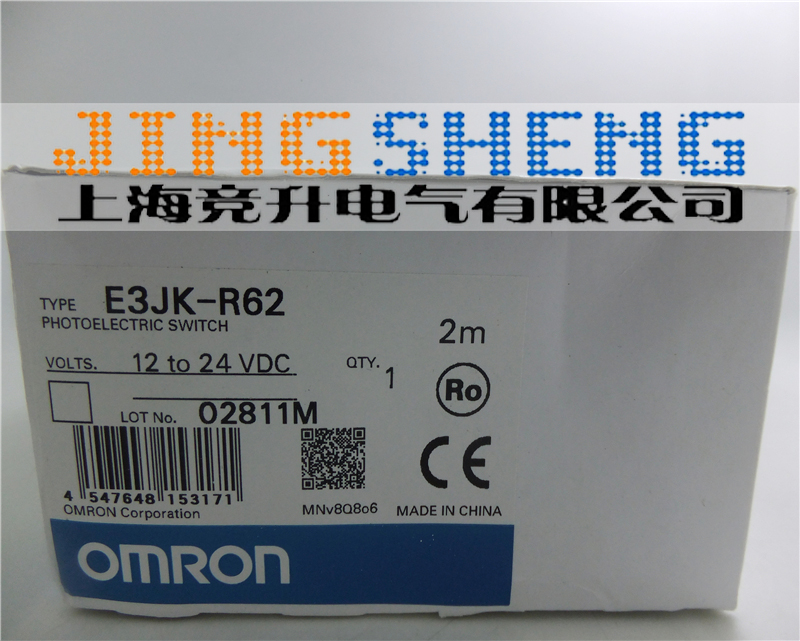 JINGSHENG
上海竞升电气有限公司
TYPE E3JK-R62
PHOTOELECTRIC SWITCH
2m
VOLTS. 12 to 24 VDC
QTY. 1
Ro
LOT No. 02811M
CE
4 547648 153171
OMRON Corporation
MNv8Q8o6
MADE IN CHINA
OMRON